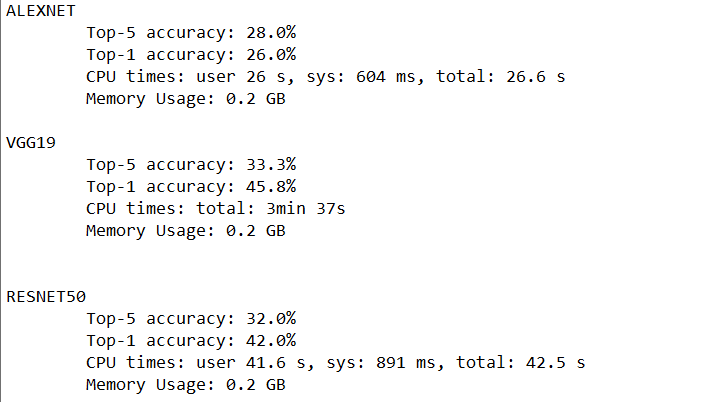 ALEXNET
Top-5 accuracy: 28.0%
Top-1 accuracy: 26.0%
CPU times: user 26 s, sys: 604 ms, total: 26.6 s
Memory Usage: 0.2 GB
VGG19
Top-5 accuracy: 33.3%
Top-1 accuracy: 45.8%
CPU times: total: 3min 37s
Memory Usage: 0.2 GB
RESNET50
Top-5 accuracy: 32.0%
Top-1 accuracy: 42.0%
CPU times: user 41.6 s, sys: 891 ms, total: 42.5 s
Memory Usage: 0.2 GB